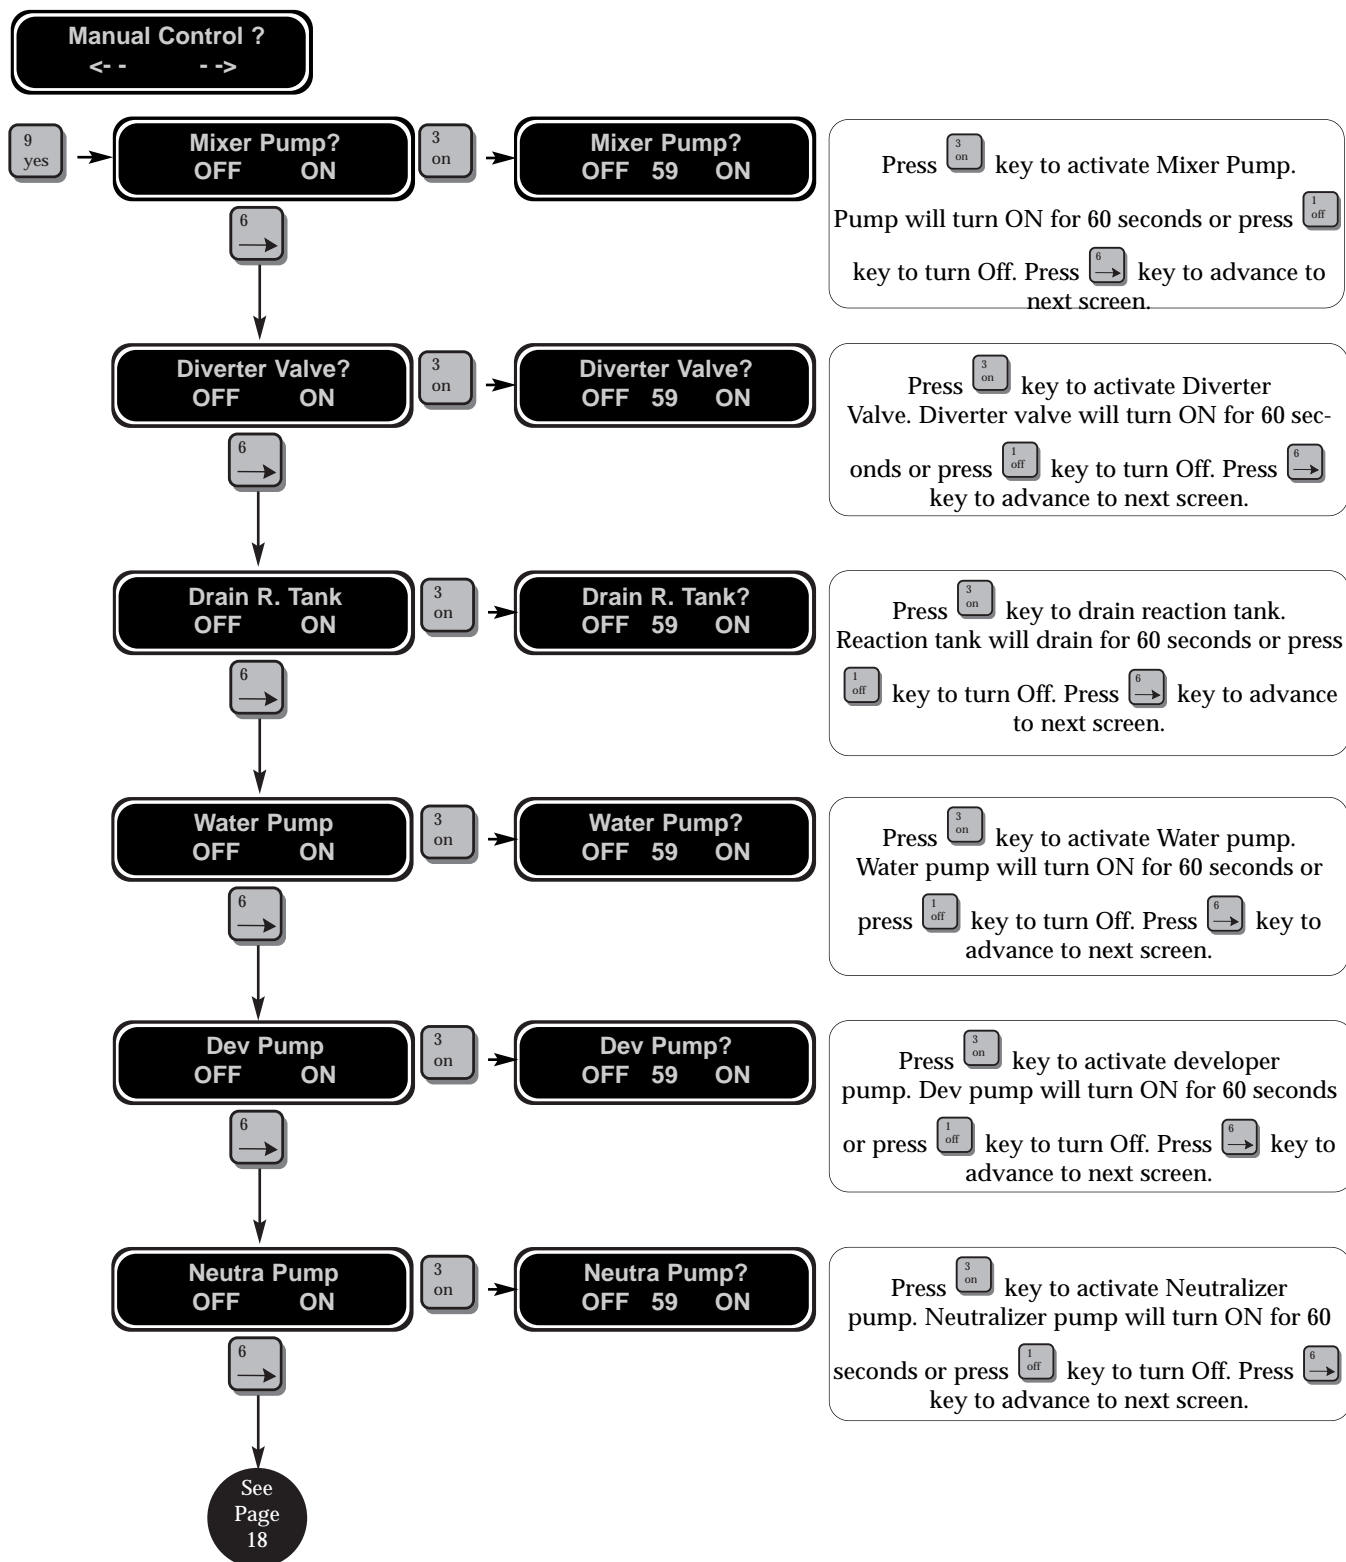 Manual Control ?
<- - - ->
9
yes
Mixer Pump?
OFF ON
3
on
Mixer Pump?
OFF 59 ON
Press 3 on key to activate Mixer Pump.
Pump will turn ON for 60 seconds or press 1 off
key to turn Off. Press 6 key to advance to
next screen.
6
Diverter Valve?
OFF ON
3
on
Diverter Valve?
OFF 59 ON
Press 3 on key to activate Diverter
Valve. Diverter valve will turn ON for 60 sec-
onds or press 1 off key to turn Off. Press 6
key to advance to next screen.
6
Drain R. Tank
OFF ON
3
on
Drain R. Tank?
OFF 59 ON
Press 3 on key to drain reaction tank.
Reaction tank will drain for 60 seconds or press
1 off key to turn Off. Press 6 key to advance
to next screen.
6
Water Pump
OFF ON
3
on
Water Pump?
OFF 59 ON
Press 3 on key to activate Water pump.
Water pump will turn ON for 60 seconds or
press 1 off key to turn Off. Press 6 key to
advance to next screen.
6
Dev Pump
OFF ON
3
on
Dev Pump?
OFF 59 ON
Press 3 on key to activate developer
pump. Dev pump will turn ON for 60 seconds
or press 1 off key to turn Off. Press 6 key to
advance to next screen.
6
Neutra Pump
OFF ON
3
on
Neutra Pump?
OFF 59 ON
Press 3 on key to activate Neutralizer
pump. Neutralizer pump will turn ON for 60
seconds or press 1 off key to turn Off. Press 6
key to advance to next screen.
6
See
Page
18